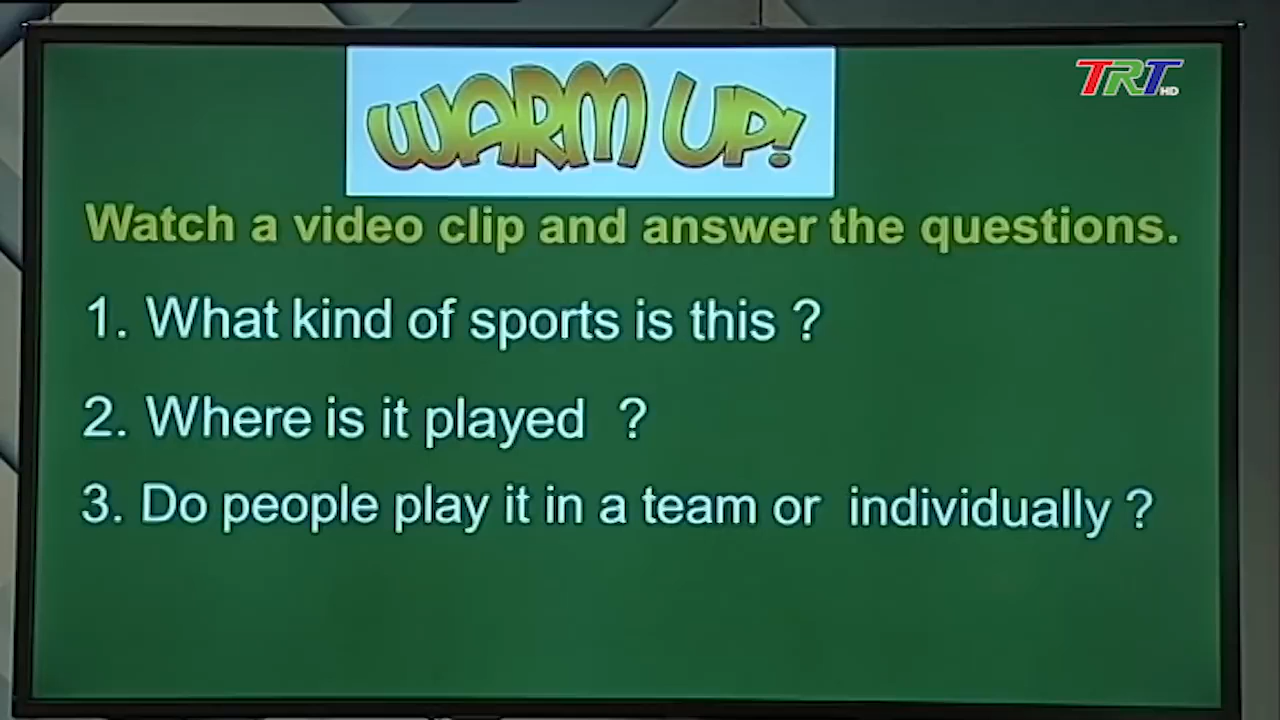 WARM UP!
TRT HD
Watch a video clip and answer the questions.
1. What kind of sports is this ?
2. Where is it played ?
3. Do people play it in a team or individually ?